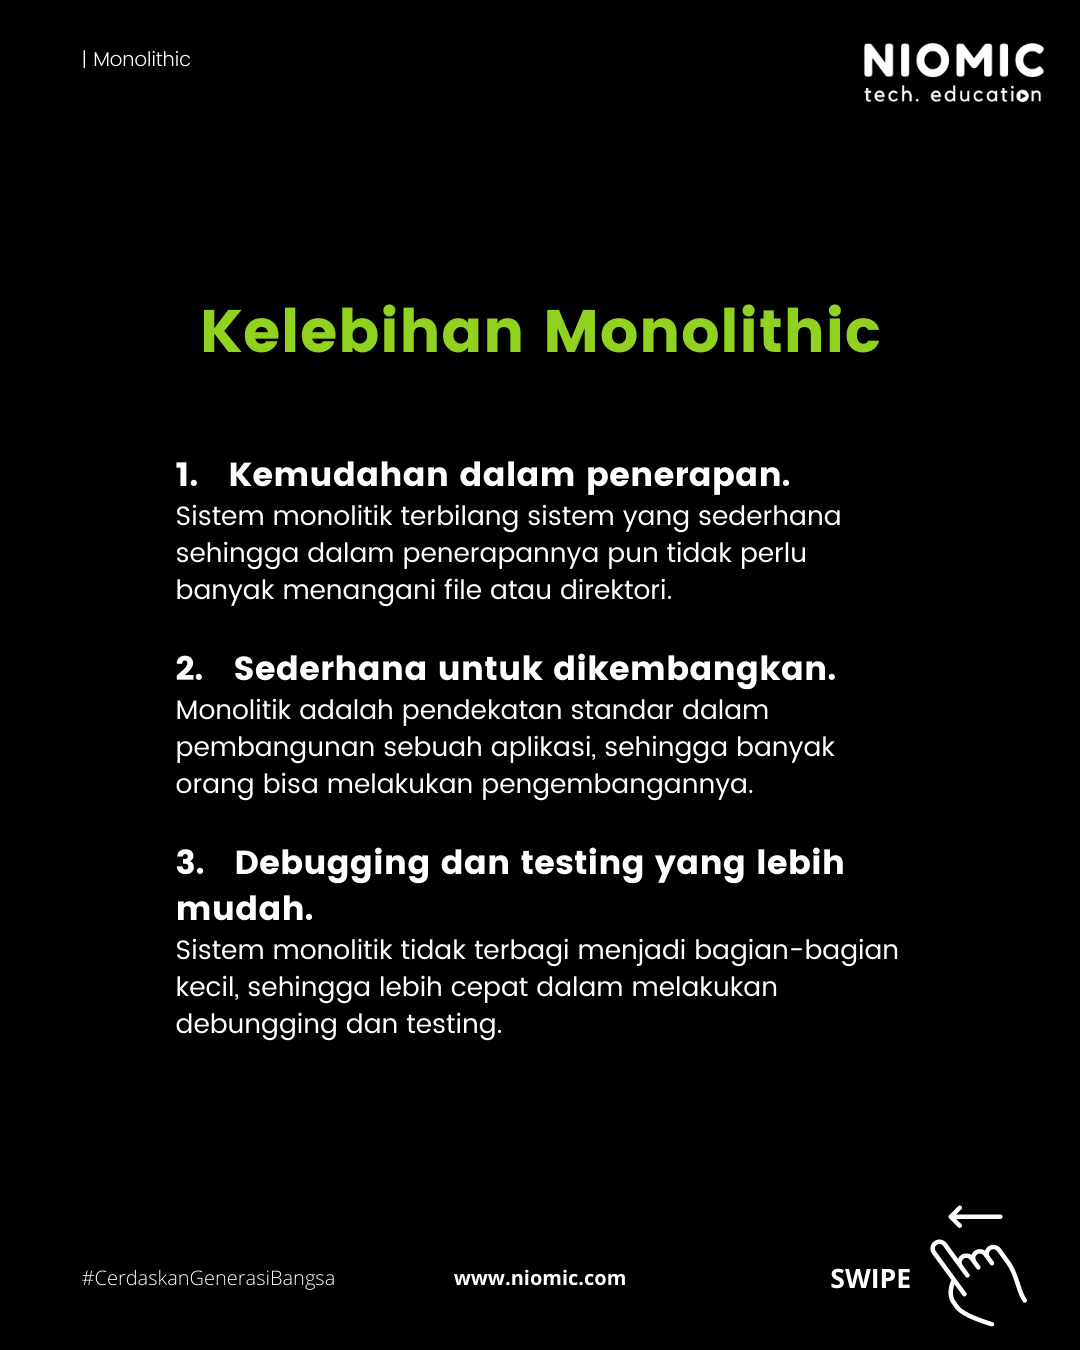 | Monolithic
NIOMIC
tech. education
Kelebihan Monolithic
1. Kemudahan dalam penerapan.
Sistem monolitik terbilang sistem yang sederhana
sehingga dalam penerapannya pun tidak perlu
banyak menangani file atau direktori.
2. Sederhana untuk dikembangkan.
Monolitik adalah pendekatan standar dalam
pembangunan sebuah aplikasi, sehingga banyak
orang bisa melakukan pengembangannya.
3. Debugging dan testing yang lebih
mudah.
Sistem monolitik tidak terbagi menjadi bagian-bagian
kecil, sehingga lebih cepat dalam melakukan
debungging dan testing.
#CerdaskanGenerasiBangsa
www.niomic.com
SWIPE